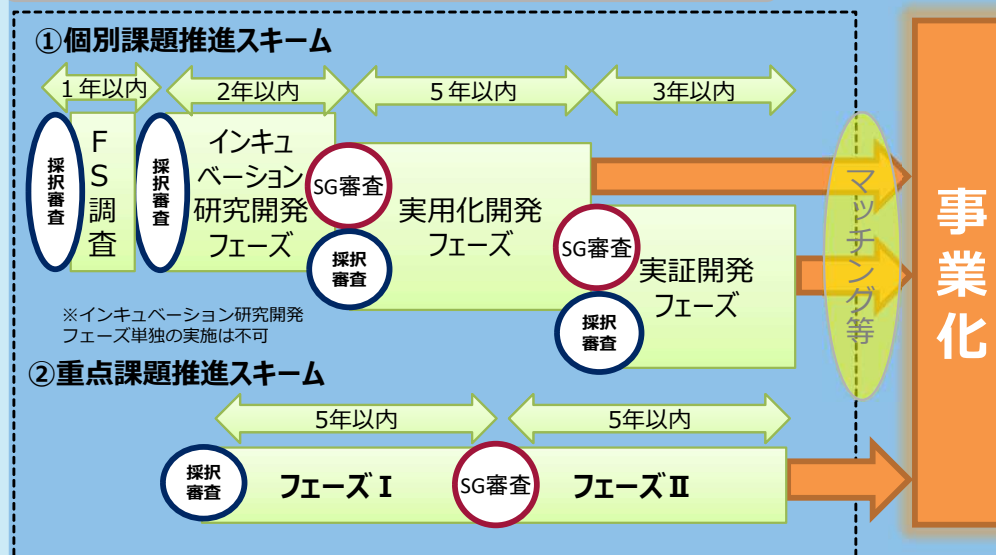 ①個別課題推進スキーム
１年以内
2年以内
５年以内
3年以内
採択審査
FS調査
採択審査
インキュ
ベーション
研究開発
フェーズ
SG審査
採択
審査
実用化開発
フェーズ
SG審査
採択
審査
実証開発
フェーズ
マッチング等
事業化
※インキュベーション研究開発
フェーズ単独の実施は不可
②重点課題推進スキーム
5年以内
5年以内
採択
審査
フェーズⅠ
SG審査
フェーズⅡ